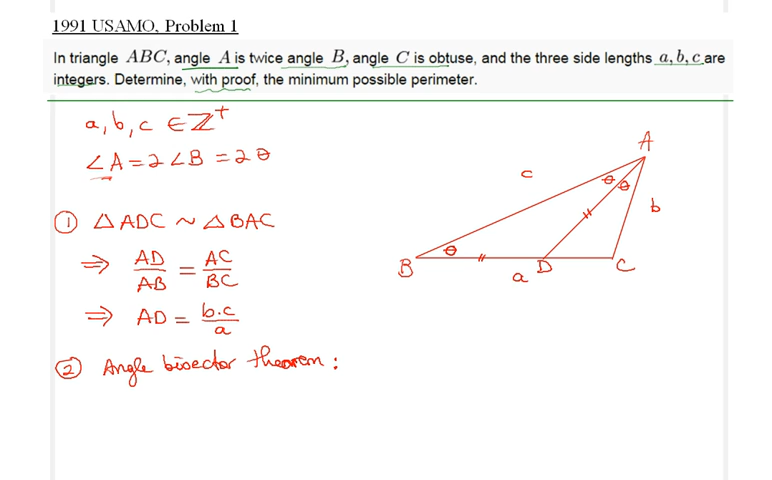 1991 USAMO, Problem 1
In triangle ABC, angle A is twice angle B, angle C is obtuse, and the three side lengths a, b, c are
integers. Determine, with proof, the minimum possible perimeter.
a, b, c ∈ Z⁺
∠A = 2 ∠B = 2θ
① △ADC ~ △BAC
⇒ AD/AB = AC/BC
⇒ AD = b.c/a
② Angle bisector theorem :
A
c
θ
θ
b
B
θ
D
C
a